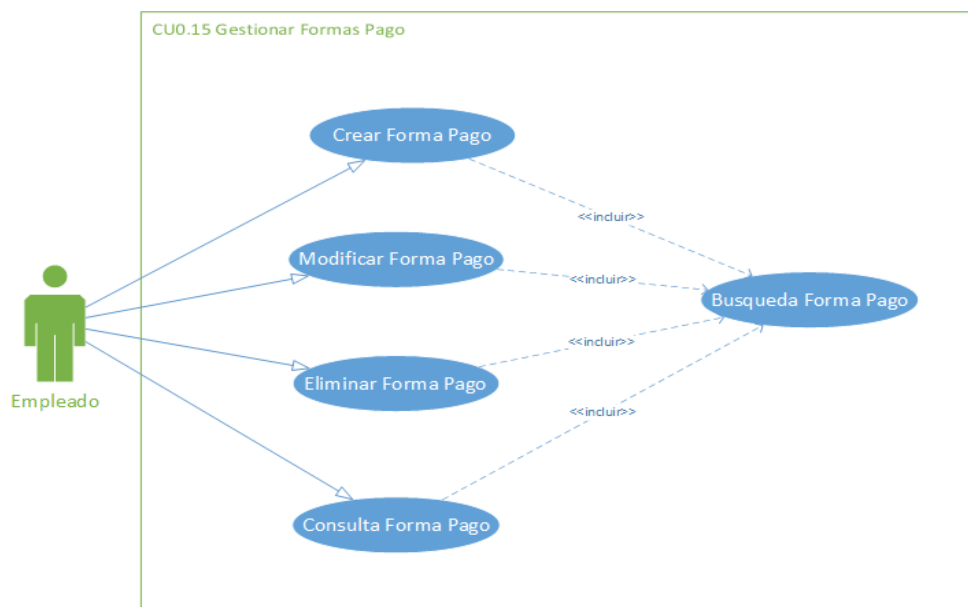 CU0.15 Gestionar Formas Pago
Crear Forma Pago
<<incluir>>
Modificar Forma Pago
<<incluir>>
Busqueda Forma Pago
<<incluir>>
Eliminar Forma Pago
Empleado
<<incluir>>
Consulta Forma Pago